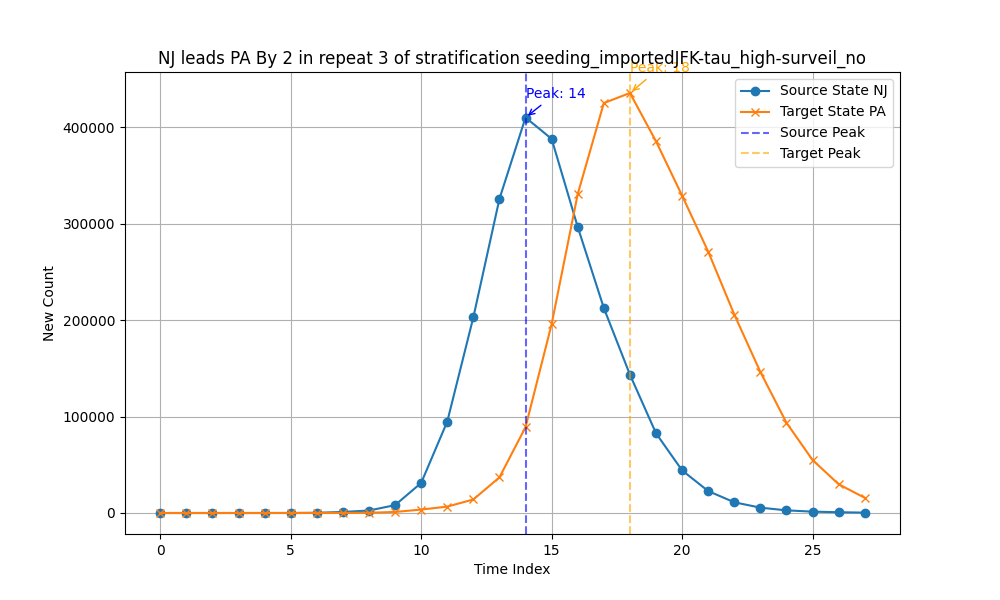 NJ leads PA By 2 in repeat 3 of stratification seeding_importedJFK-tau_high-surveil_no
Peak: 18
Peak: 14
Source State NJ
Target State PA
Source Peak
Target Peak
400000
300000
200000
100000
0
New Count
0 5 10 15 20 25
Time Index